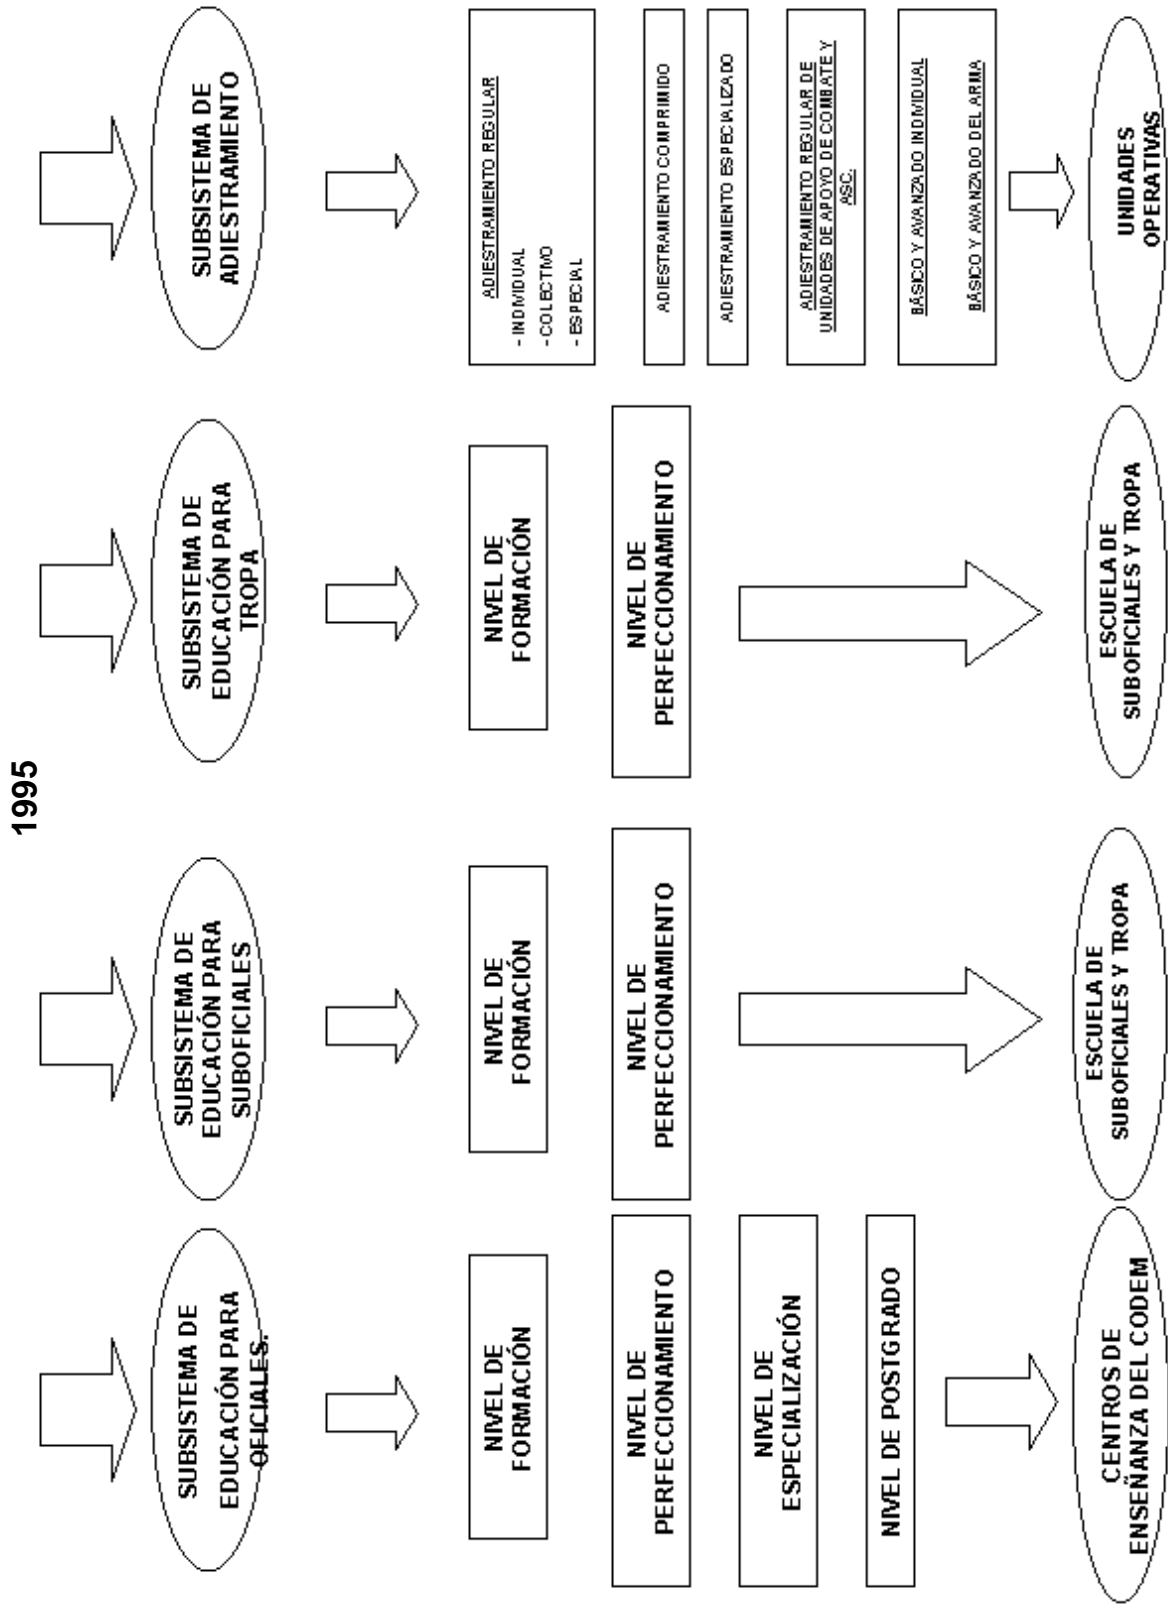 1995
SUBSISTEMA DE
EDUCACIÓN PARA
OFICIALES.
NIVEL DE
FORMACIÓN
NIVEL DE
PERFECCIONAMIENTO
NIVEL DE
ESPECIALIZACIÓN
NIVEL DE POSTGRADO
CENTROS DE
ENSEÑANZA DEL CODEM
SUBSISTEMA DE
EDUCACIÓN PARA
SUBOFICIALES
NIVEL DE
FORMACIÓN
NIVEL DE
PERFECCIONAMIENTO
ESCUELA DE
SUBOFICIALES Y TROPA
SUBSISTEMA DE
EDUCACIÓN PARA
TROPA
NIVEL DE
FORMACIÓN
NIVEL DE
PERFECCIONAMIENTO
ESCUELA DE
SUBOFICIALES Y TROPA
SUBSISTEMA DE
ADIESTRAMIENTO
ADIESTRAMIENTO REGULAR
- INDIVIDUAL
- COLECTIVO
- ESPECIAL
ADIESTRAMIENTO COMPRIMIDO
ADIESTRAMIENTO ESPECIALIZADO
ADIESTRAMIENTO REGULAR DE
UNIDADES DE APOYO DE COMBATE Y
ASC.
BÁSICO Y AVANZADO INDIVIDUAL
BÁSICO Y AVANZADO DEL ARMA
UNIDADES
OPERATIVAS